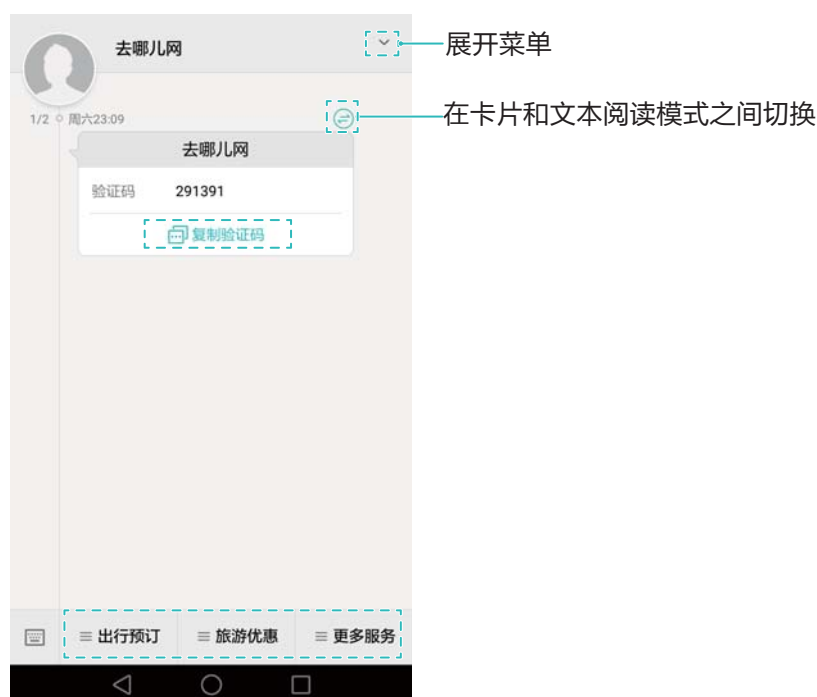 去哪儿网
展开菜单
1/2 周六23:09
在卡片和文本阅读模式之间切换
去哪儿网
验证码 291391
复制验证码
出行预订 旅游优惠 更多服务